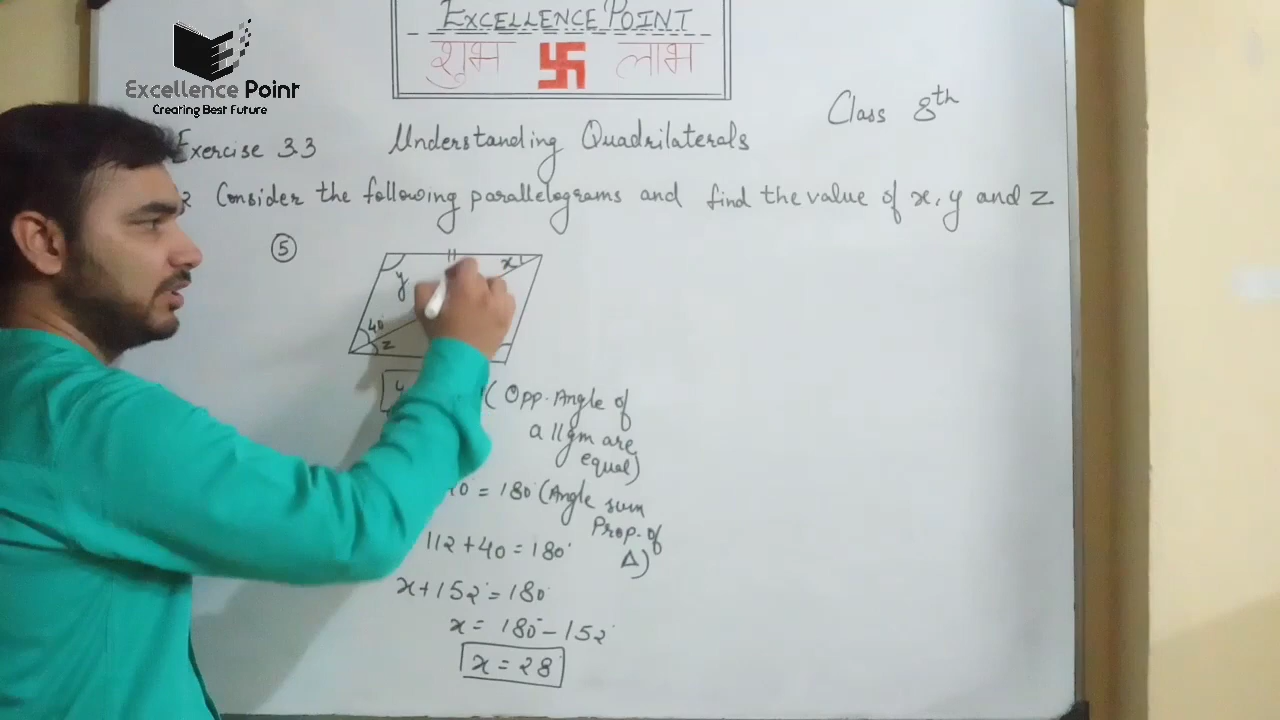 EXCELLENCE POINT
शुभ लाभ
Excellence Point
Creating Best Future
Class 8th
Exercise 3.3 Understanding Quadrilaterals
Consider the following parallelograms and find the value of x, y and z
5
x
y
40°
z
(Opp. Angle of
a llgm are
equal)
= 180° (Angle sum
Prop. of
Δ)
112 + 40 = 180°
x + 152° = 180°
x = 180° - 152°
x = 28